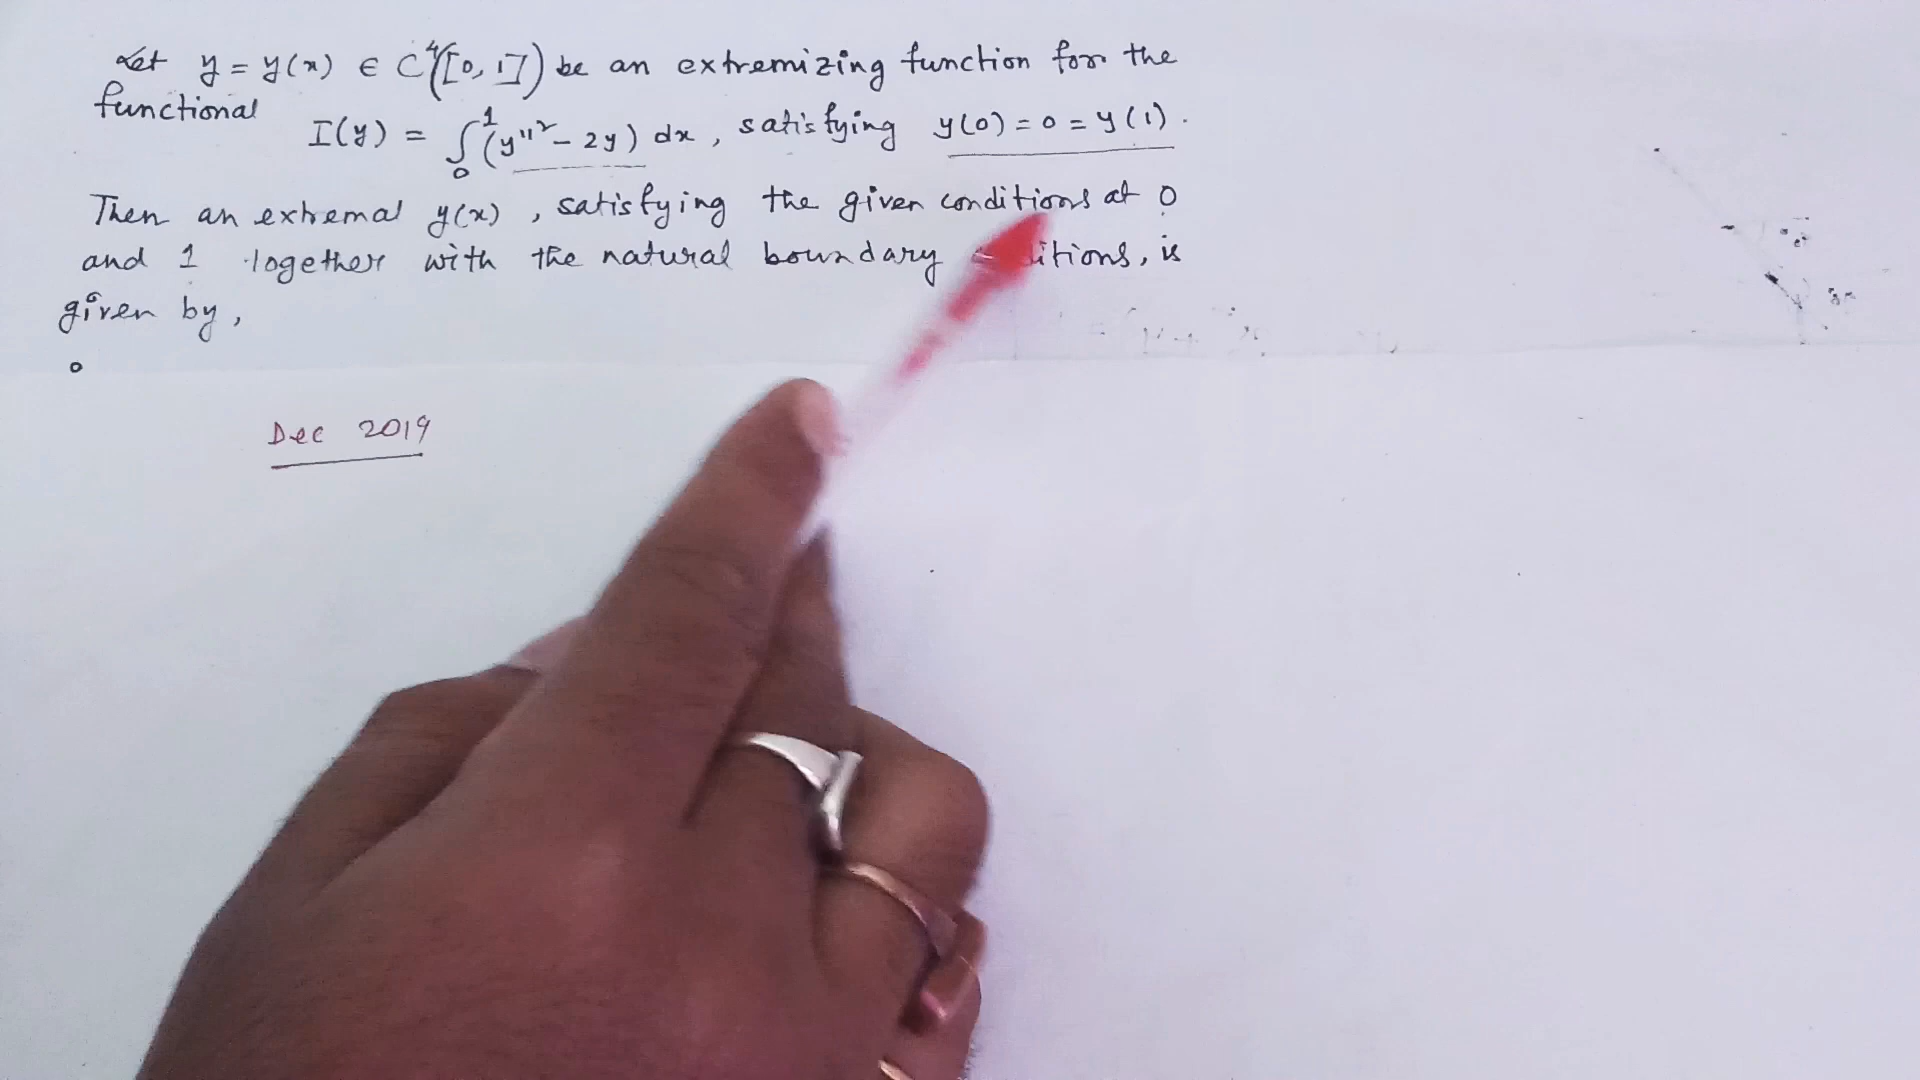 Let y = y(x) ∈ C⁴([0, 1]) be an extremizing function for the
functional
I(y) = ∫₀¹ (y''² - 2y) dx, satisfying y(0) = 0 = y(1).
Then an extremal y(x), satisfying the given conditions at 0
and 1 together with the natural boundary is
given by,
Dec 2019